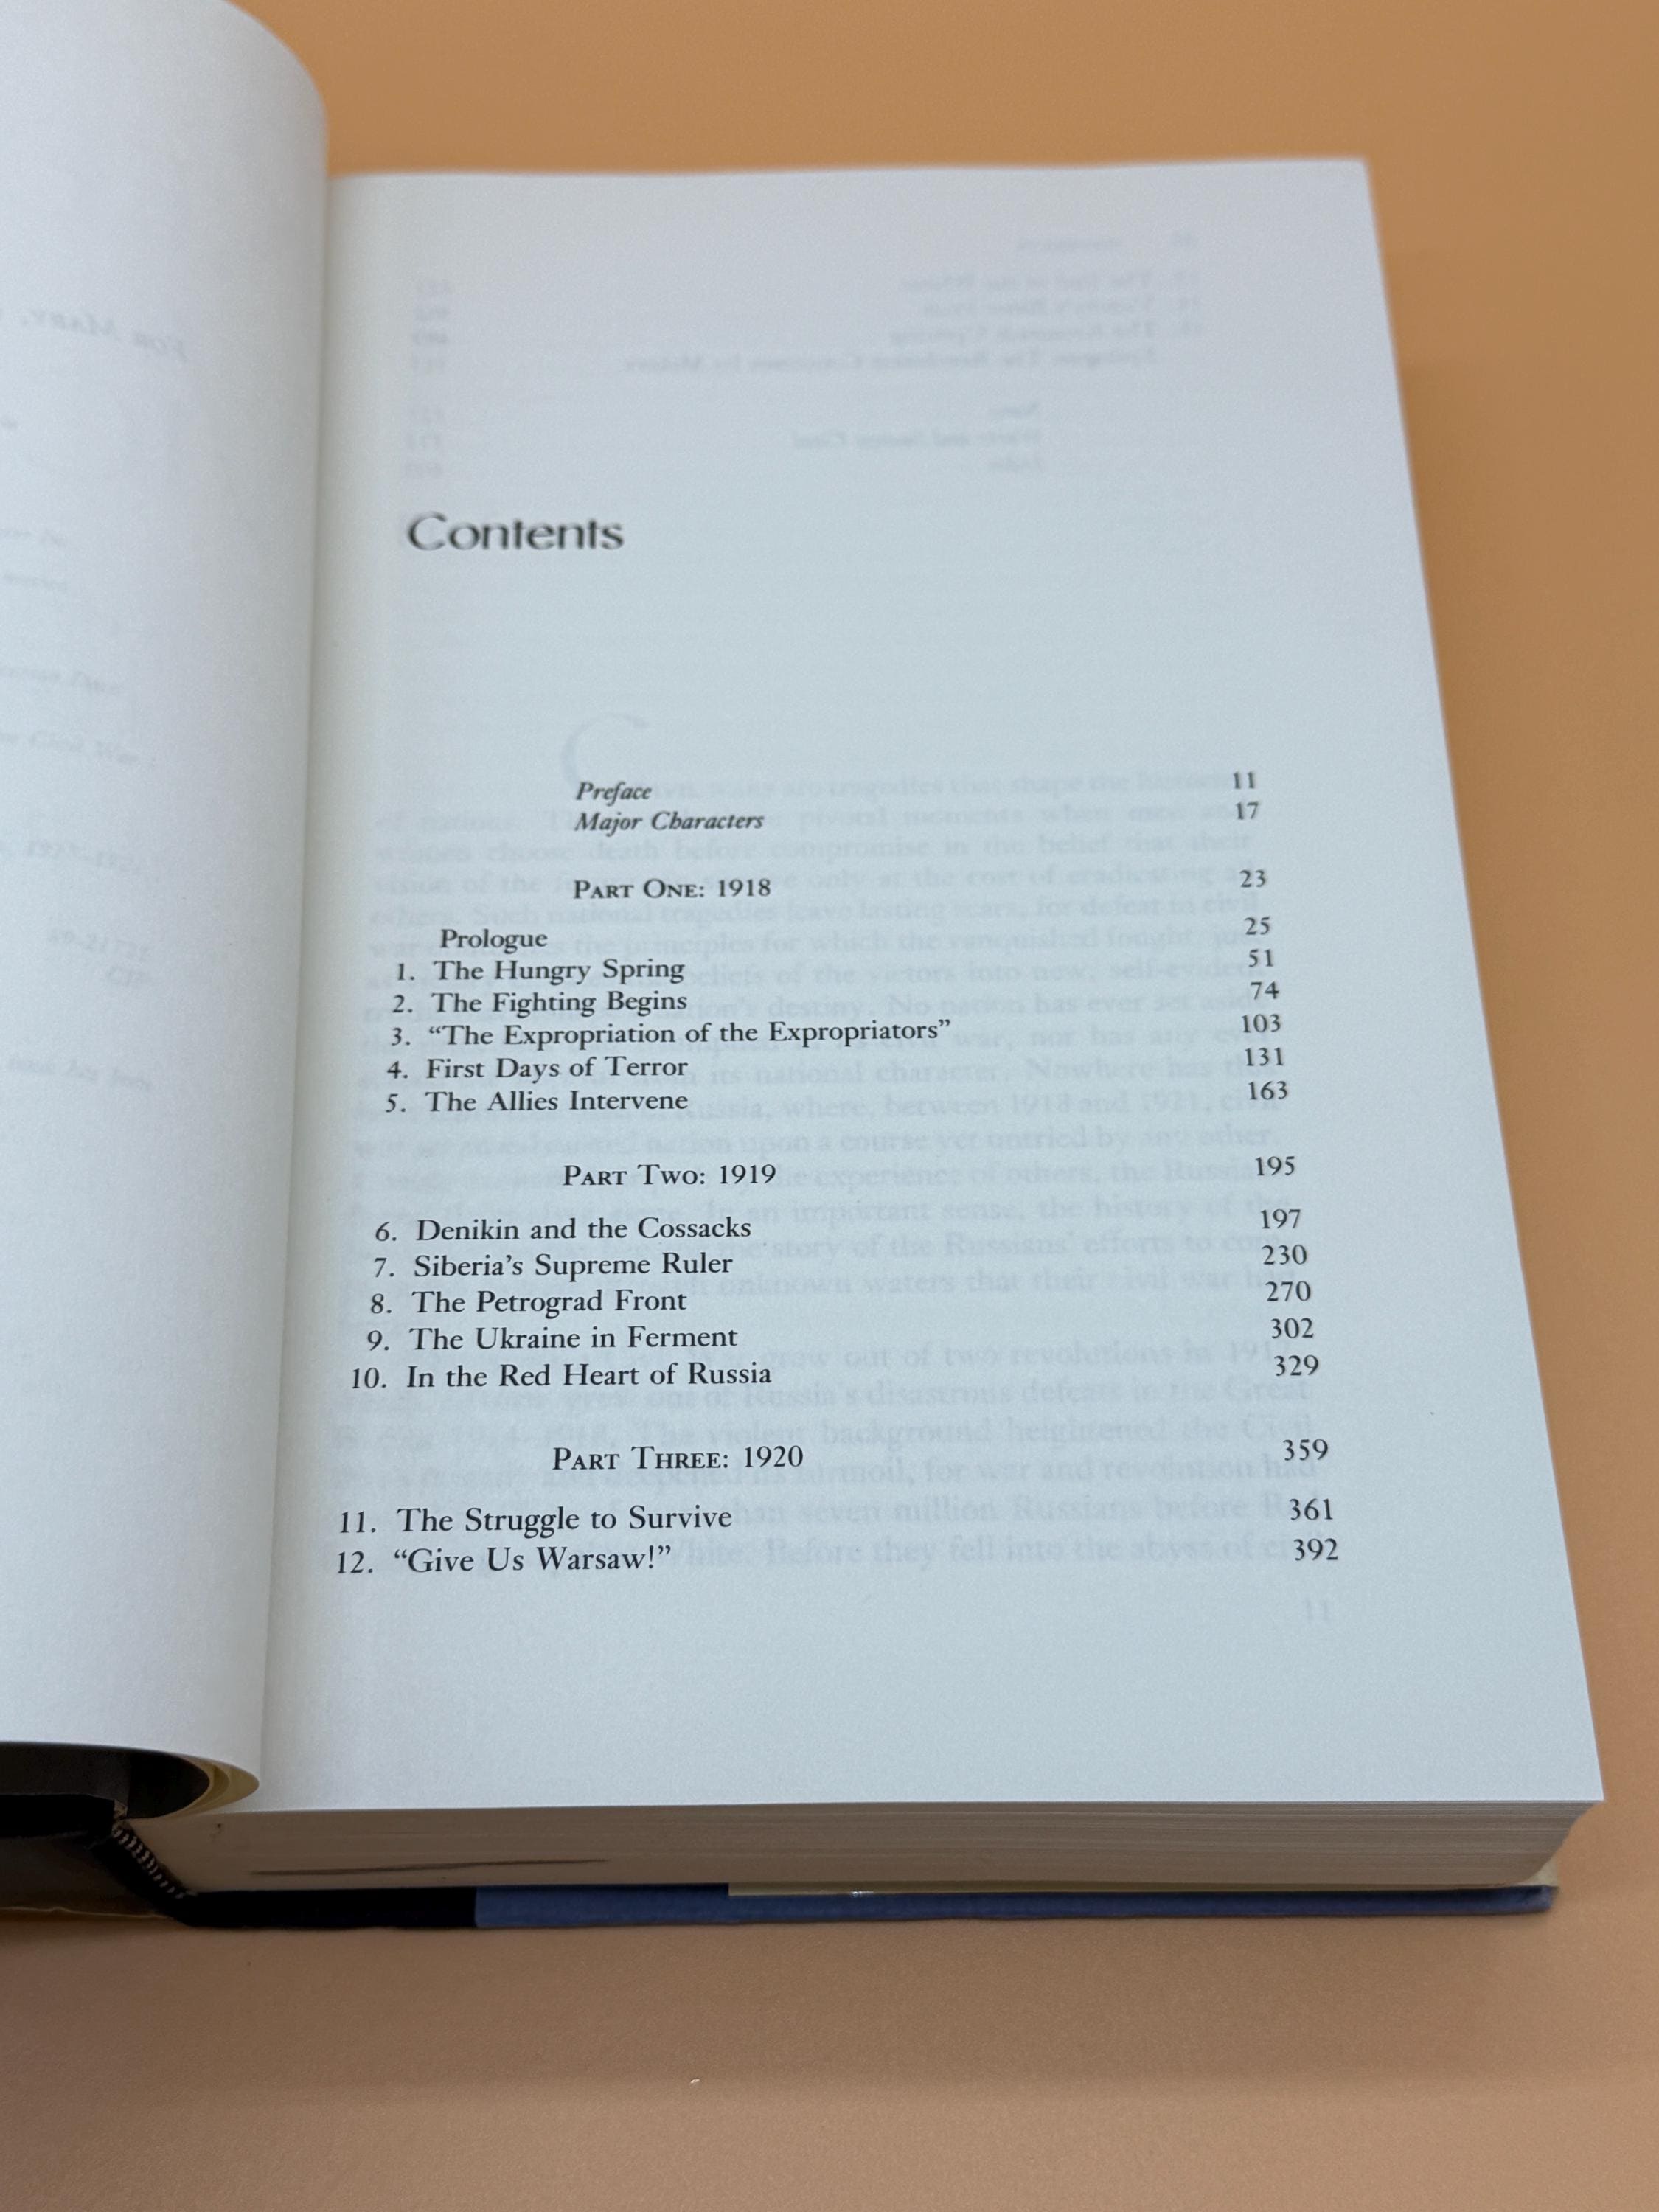 Contents
Preface 11
Major Characters 17
PART ONE: 1918 23
Prologue 25
1. The Hungry Spring 51
2. The Fighting Begins 74
3. “The Expropriation of the Expropriators” 103
4. First Days of Terror 131
5. The Allies Intervene 163
PART TWO: 1919 195
6. Denikin and the Cossacks 197
7. Siberia's Supreme Ruler 230
8. The Petrograd Front 270
9. The Ukraine in Ferment 302
10. In the Red Heart of Russia 329
PART THREE: 1920 359
11. The Struggle to Survive 361
12. “Give Us Warsaw!” 392